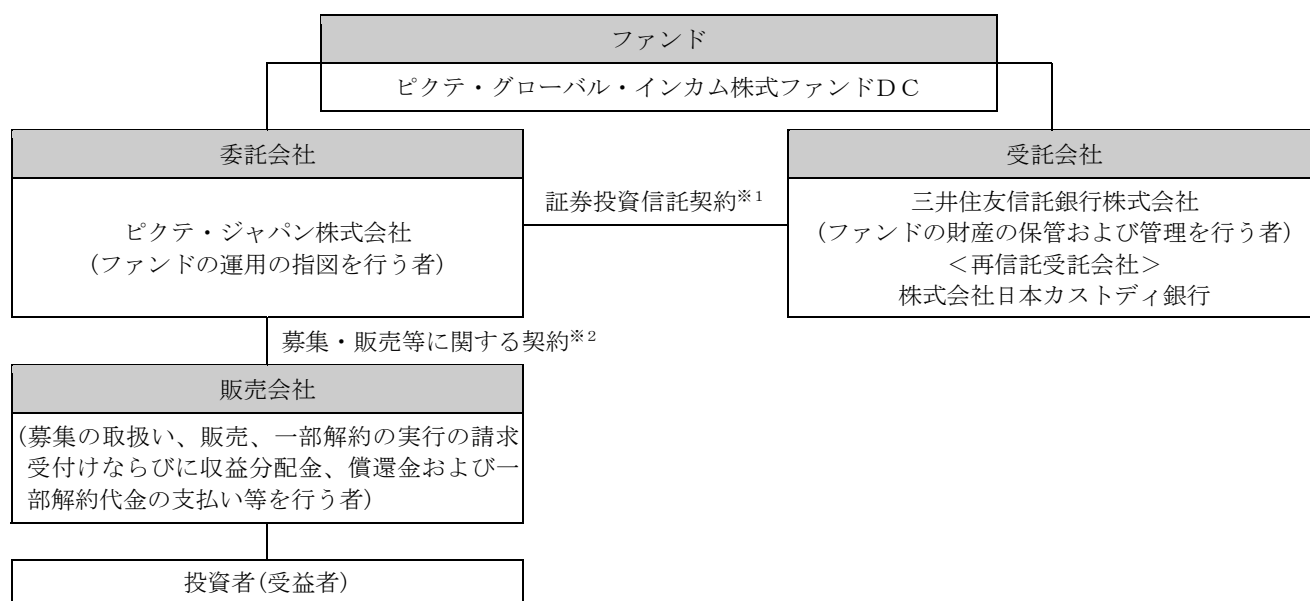 ファンド
ピクテ・グローバル・インカム株式ファンドＤＣ
委託会社
ピクテ・ジャパン株式会社
(ファンドの運用の指図を行う者)
証券投資信託契約※１
受託会社
三井住友信託銀行株式会社
(ファンドの財産の保管および管理を行う者)
＜再信託受託会社＞
株式会社日本カストディ銀行
募集・販売等に関する契約※２
販売会社
(募集の取扱い、販売、一部解約の実行の請求
受付けならびに収益分配金、償還金および一
部解約代金の支払い等を行う者)
投資者(受益者)